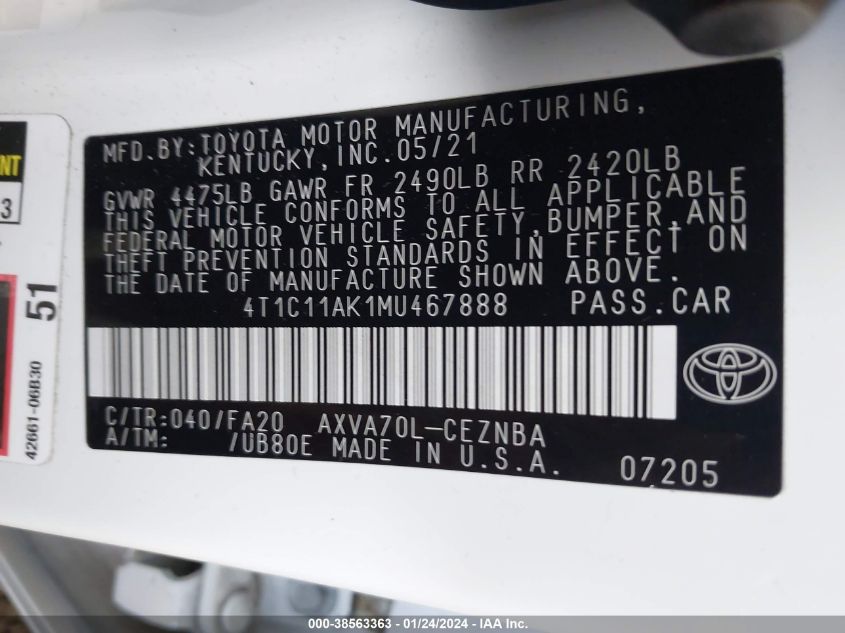 MFD.BY:TOYOTA MOTOR MANUFACTURING,
KENTUCKY,INC.05/21
GVWR 4475LB GAWR FR 2490LB RR 2420LB
THIS VEHICLE CONFORMS TO ALL APPLICABLE
FEDERAL MOTOR VEHICLE SAFETY,BUMPER,AND
THEFT PREVENTION STANDARDS IN EFFECT ON
THE DATE OF MANUFACTURE SHOWN ABOVE.
4T1C11AK1MU467888 PASS.CAR
C/TR:040/FA20 AXVA70L-CEZNBA
A/TM: /UB80E MADE IN U.S.A.
07205
NT
3
51
42661-06B30
000-38563363 - 01/24/2024 - IAA Inc.